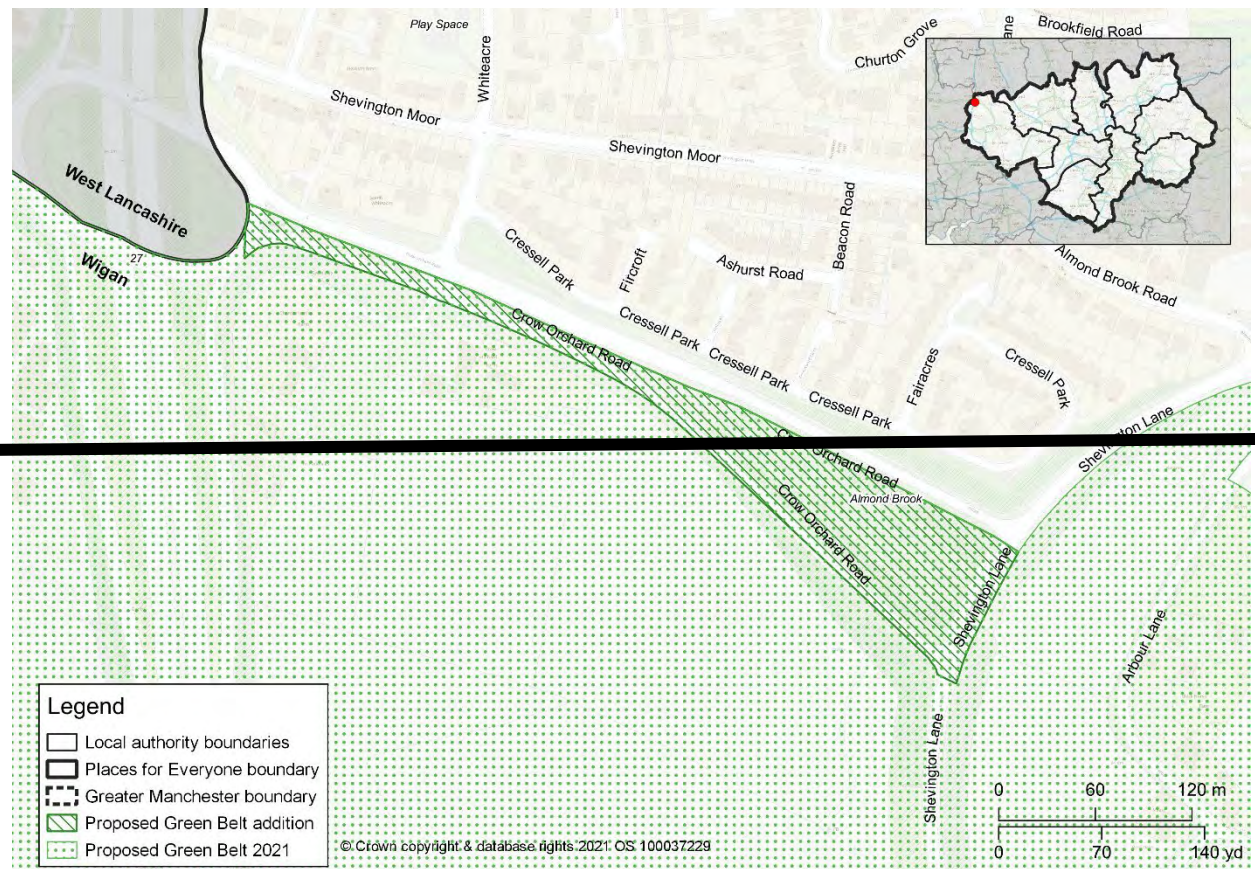 Play Space
Brookfield Road
Lane
Churton Grove
Whiteacre
Shevington Moor
Shevington Moor
West Lancashire
27
Wigan
Beacon Road
Almond Brook Road
Cressell Park
Fircroft
Ashurst Road
Crow Orchard Road
Cressell Park
Cressell Park
Cressell Park
Fairacres
Cressell Park
Shevington Lane
Crow Orchard Road
Almond Brook
Crow Orchard Road
Shevington Lane
Arbour Lane
Shevington Lane
Legend
Local authority boundaries
Places for Everyone boundary
Greater Manchester boundary
Proposed Green Belt addition
Proposed Green Belt 2021
© Crown copyright & database rights 2021 OS 100037229
0 60 120 m
0 70 140 yd